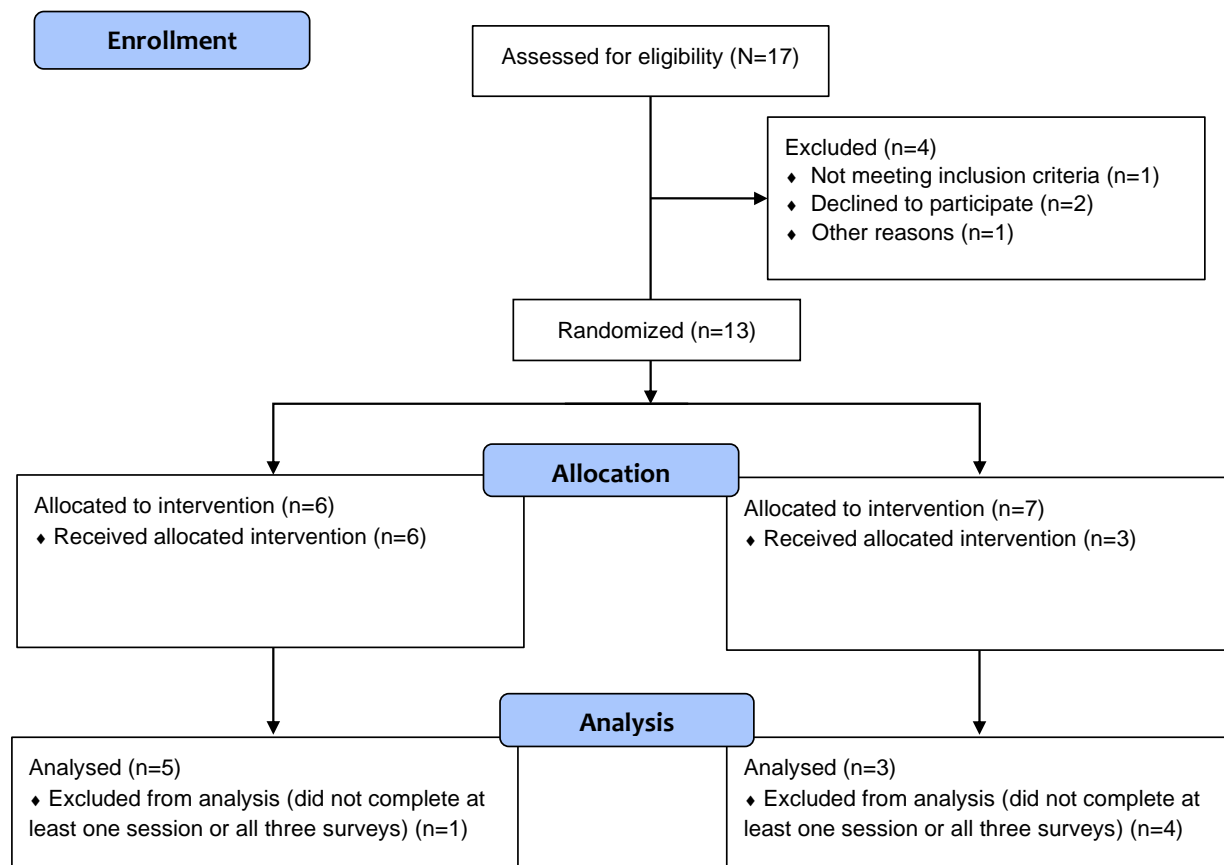 Enrollment
Assessed for eligibility (N=17)
Excluded (n=4)
♦ Not meeting inclusion criteria (n=1)
♦ Declined to participate (n=2)
♦ Other reasons (n=1)
Randomized (n=13)
Allocation
Allocated to intervention (n=6)
♦ Received allocated intervention (n=6)
Allocated to intervention (n=7)
♦ Received allocated intervention (n=3)
Analysis
Analysed (n=5)
♦ Excluded from analysis (did not complete at
least one session or all three surveys) (n=1)
Analysed (n=3)
♦ Excluded from analysis (did not complete at
least one session or all three surveys) (n=4)